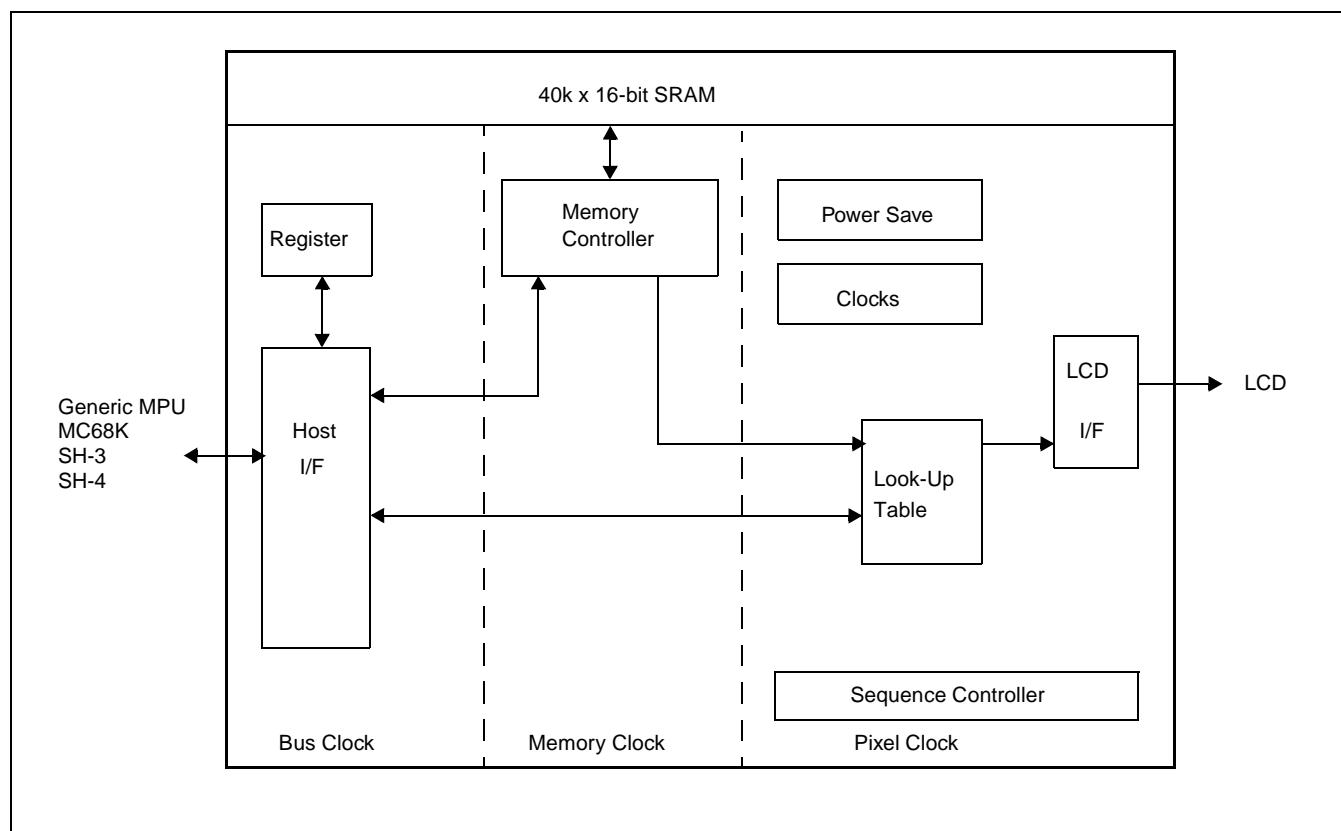 40k x 16-bit SRAM
Register
Memory
Controller
Power Save
Clocks
Generic MPU
MC68K
SH-3
SH-4
Host
I/F
Look-Up
Table
LCD
I/F
LCD
Sequence Controller
Bus Clock
Memory Clock
Pixel Clock